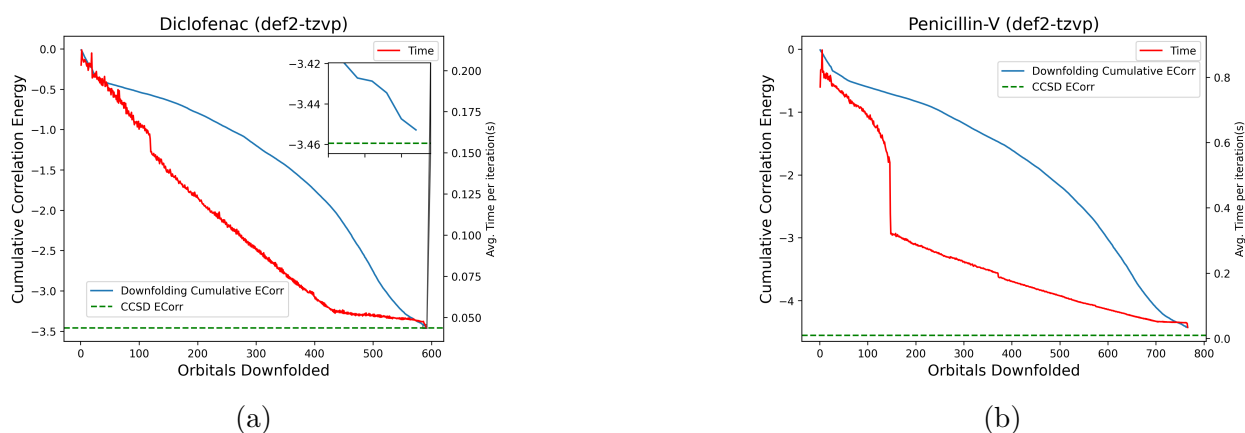 Diclofenac (def2-tzvp)
Time
Cumulative Correlation Energy
0.0
−0.5
−1.0
−1.5
−2.0
−2.5
−3.0
−3.5
−3.42
−3.44
−3.46
0.200
0.175
0.150
0.125
0.100
0.075
0.050
Avg. Time per iteration(s)
Downfolding Cumulative ECorr
CCSD ECorr
0 100 200 300 400 500 600
Orbitals Downfolded
(a)
Penicillin-V (def2-tzvp)
Time
Downfolding Cumulative ECorr
CCSD ECorr
Cumulative Correlation Energy
0
−1
−2
−3
−4
0.8
0.6
0.4
0.2
0.0
Avg. Time per iteration(s)
0 100 200 300 400 500 600 700 800
Orbitals Downfolded
(b)